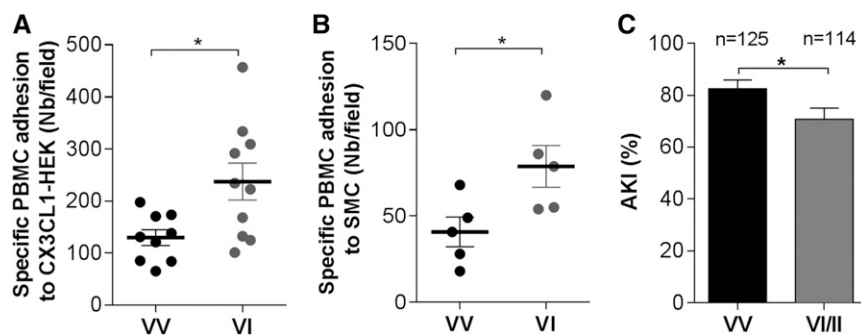 A
Specific PBMC adhesion
to CX3CL1-HEK (Nb/field)
500
400
300
200
100
0
*
VV
VI
B
Specific PBMC adhesion
to SMC (Nb/field)
150
100
50
0
*
VV
VI
C
AKI (%)
100
80
60
40
20
0
n=125
n=114
*
VV
VI/II